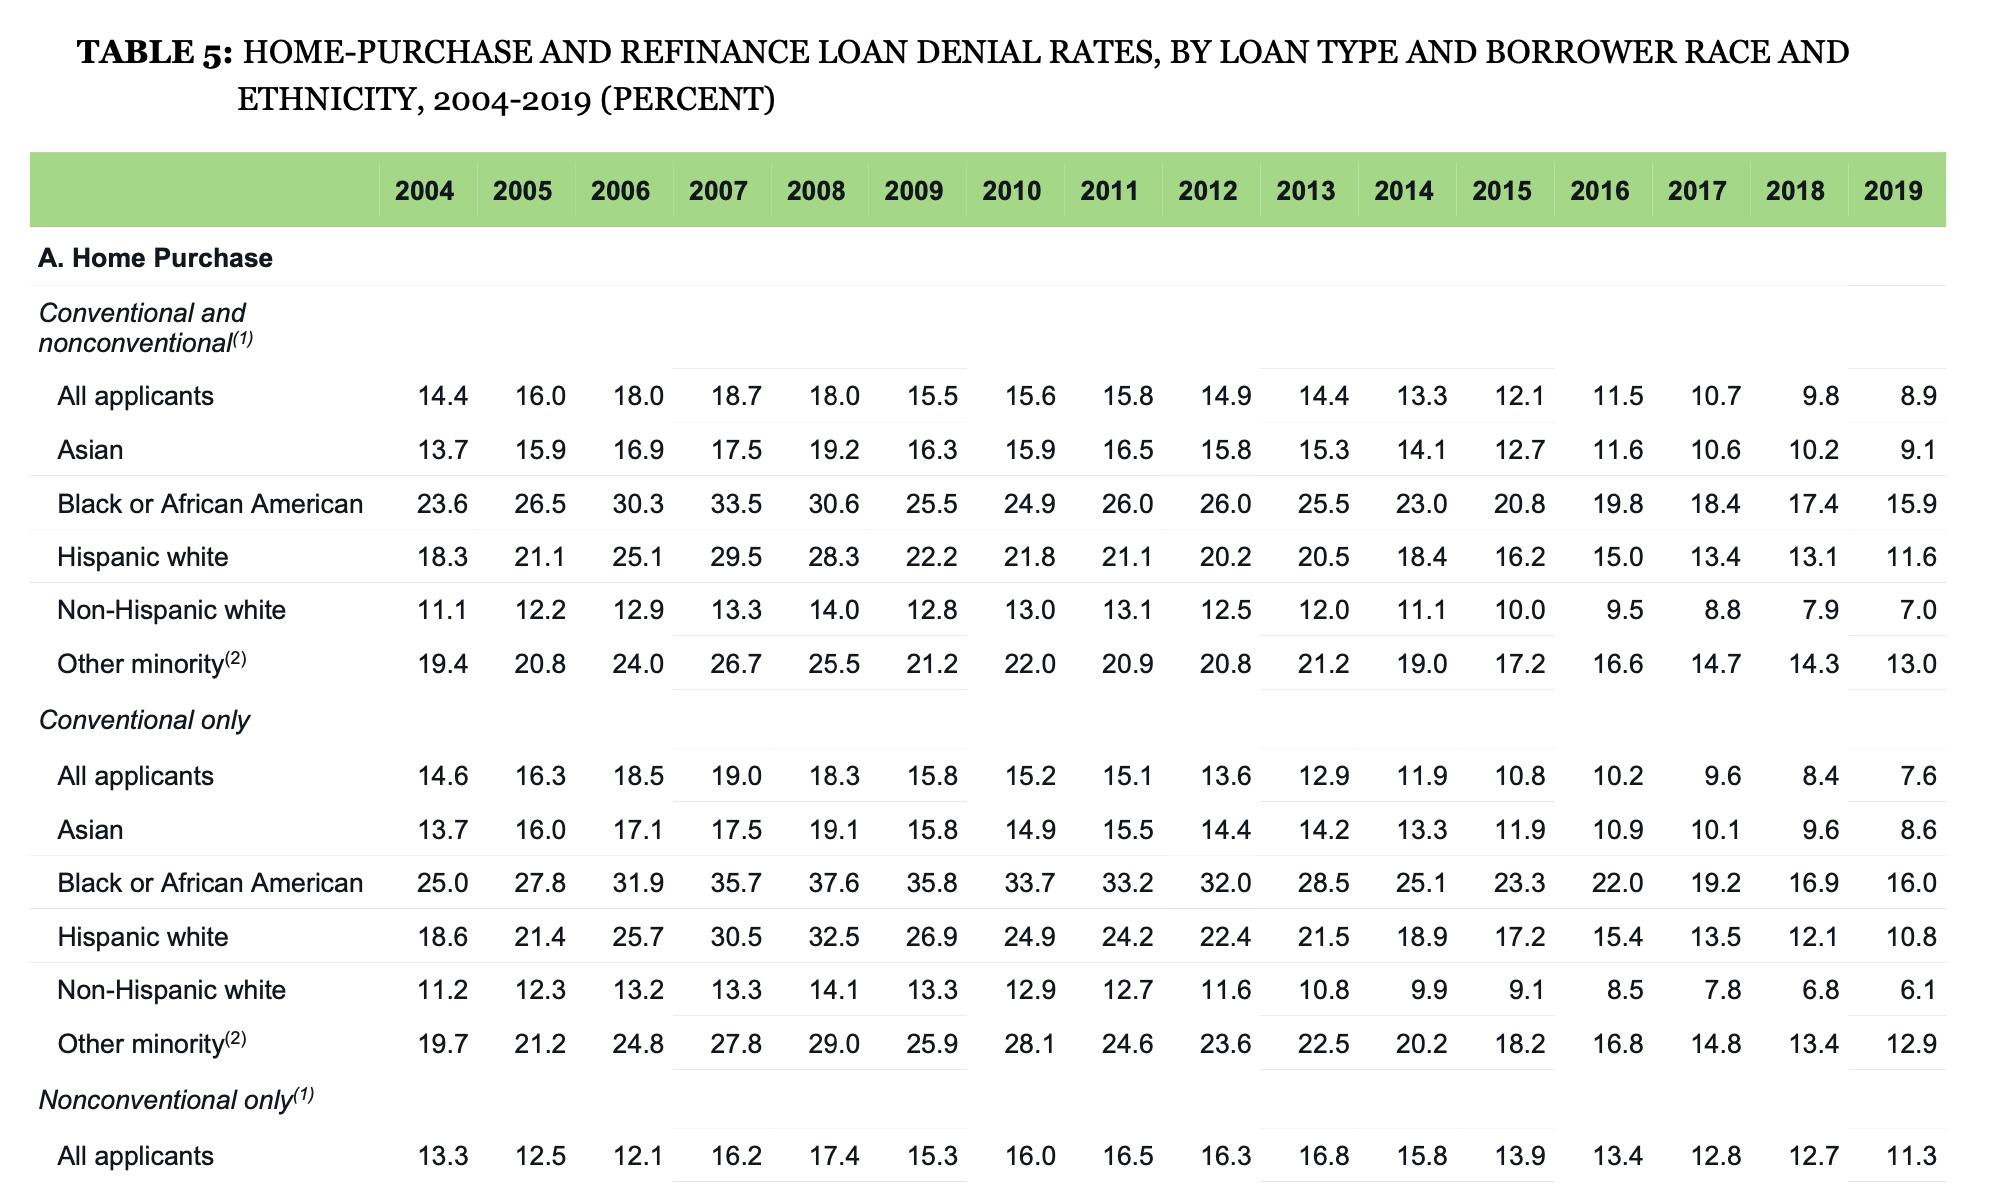 TABLE 5: HOME-PURCHASE AND REFINANCE LOAN DENIAL RATES, BY LOAN TYPE AND BORROWER RACE AND
ETHNICITY, 2004-2019 (PERCENT)
2004 2005 2006 2007 2008 2009 2010 2011 2012 2013 2014 2015 2016 2017 2018 2019
A. Home Purchase
Conventional and
nonconventional(1)
All applicants 14.4 16.0 18.0 18.7 18.0 15.5 15.6 15.8 14.9 14.4 13.3 12.1 11.5 10.7 9.8 8.9
Asian 13.7 15.9 16.9 17.5 19.2 16.3 15.9 16.5 15.8 15.3 14.1 12.7 11.6 10.6 10.2 9.1
Black or African American 23.6 26.5 30.3 33.5 30.6 25.5 24.9 26.0 26.0 25.5 23.0 20.8 19.8 18.4 17.4 15.9
Hispanic white 18.3 21.1 25.1 29.5 28.3 22.2 21.8 21.1 20.2 20.5 18.4 16.2 15.0 13.4 13.1 11.6
Non-Hispanic white 11.1 12.2 12.9 13.3 14.0 12.8 13.0 13.1 12.5 12.0 11.1 10.0 9.5 8.8 7.9 7.0
Other minority(2) 19.4 20.8 24.0 26.7 25.5 21.2 22.0 20.9 20.8 21.2 19.0 17.2 16.6 14.7 14.3 13.0
Conventional only
All applicants 14.6 16.3 18.5 19.0 18.3 15.8 15.2 15.1 13.6 12.9 11.9 10.8 10.2 9.6 8.4 7.6
Asian 13.7 16.0 17.1 17.5 19.1 15.8 14.9 15.5 14.4 14.2 13.3 11.9 10.9 10.1 9.6 8.6
Black or African American 25.0 27.8 31.9 35.7 37.6 35.8 33.7 33.2 32.0 28.5 25.1 23.3 22.0 19.2 16.9 16.0
Hispanic white 18.6 21.4 25.7 30.5 32.5 26.9 24.9 24.2 22.4 21.5 18.9 17.2 15.4 13.5 12.1 10.8
Non-Hispanic white 11.2 12.3 13.2 13.3 14.1 13.3 12.9 12.7 11.6 10.8 9.9 9.1 8.5 7.8 6.8 6.1
Other minority(2) 19.7 21.2 24.8 27.8 29.0 25.9 28.1 24.6 23.6 22.5 20.2 18.2 16.8 14.8 13.4 12.9
Nonconventional only(1)
All applicants 13.3 12.5 12.1 16.2 17.4 15.3 16.0 16.5 16.3 16.8 15.8 13.9 13.4 12.8 12.7 11.3